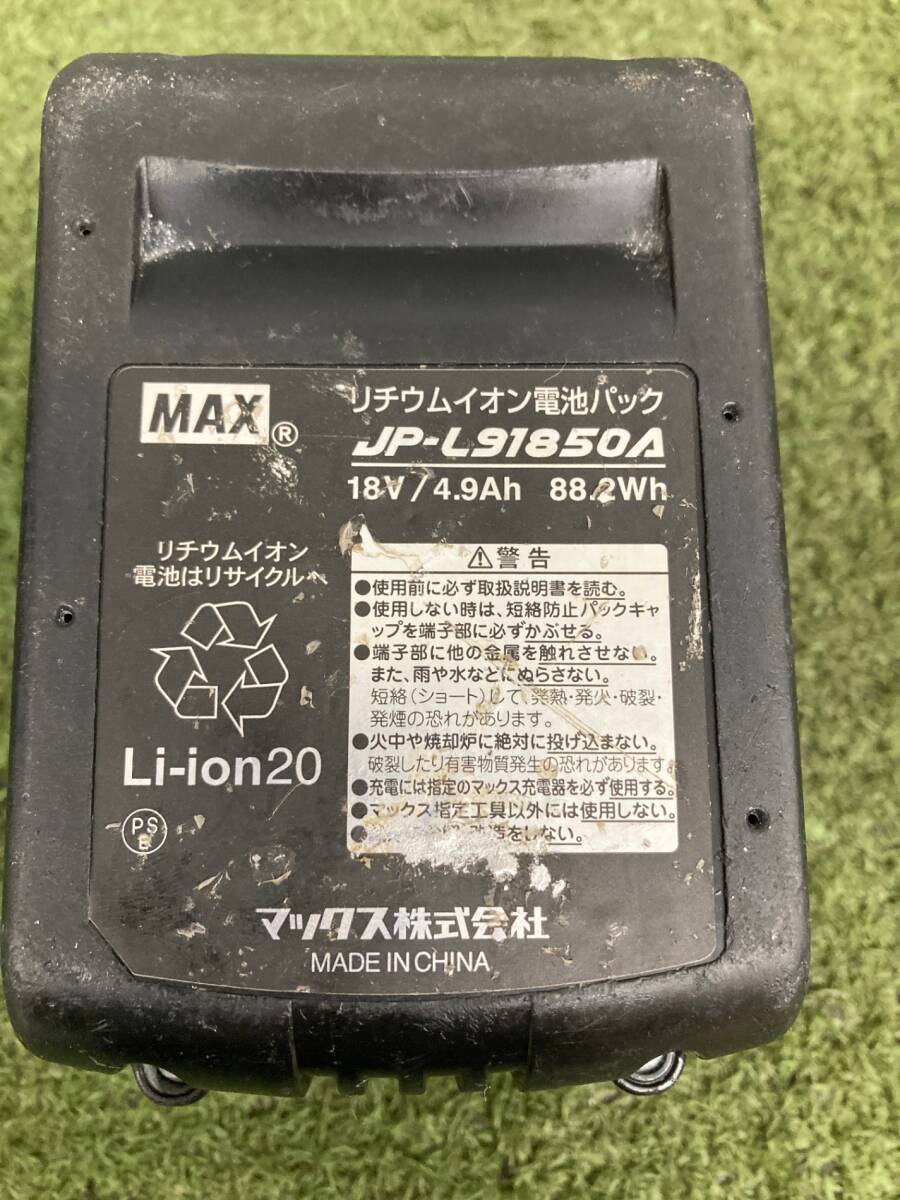 MAX®
リチウムイオン電池パック
JP-L91850A
18V/4.9Ah 88.2Wh
リチウムイオン
電池はリサイクルへ
Li-ion20
PS
E
⚠警告
●使用前に必ず取扱説明書を読む。
●使用しない時は、短絡防止パックキャ
ップを端子部に必ずかぶせる。
●端子部に他の金属を触れさせない。
また、雨や水などにぬらさない。
短絡(ショート)して、発熱・発火・破裂・
発煙の恐れがあります。
●火中や焼却炉に絶対に投げ込まない。
破裂したり有害物質発生の恐れがあります。
●充電には指定のマックス充電器を必ず使用する。
●マックス指定工具以外には使用しない。
をしない。
マックス株式会社
MADE IN CHINA